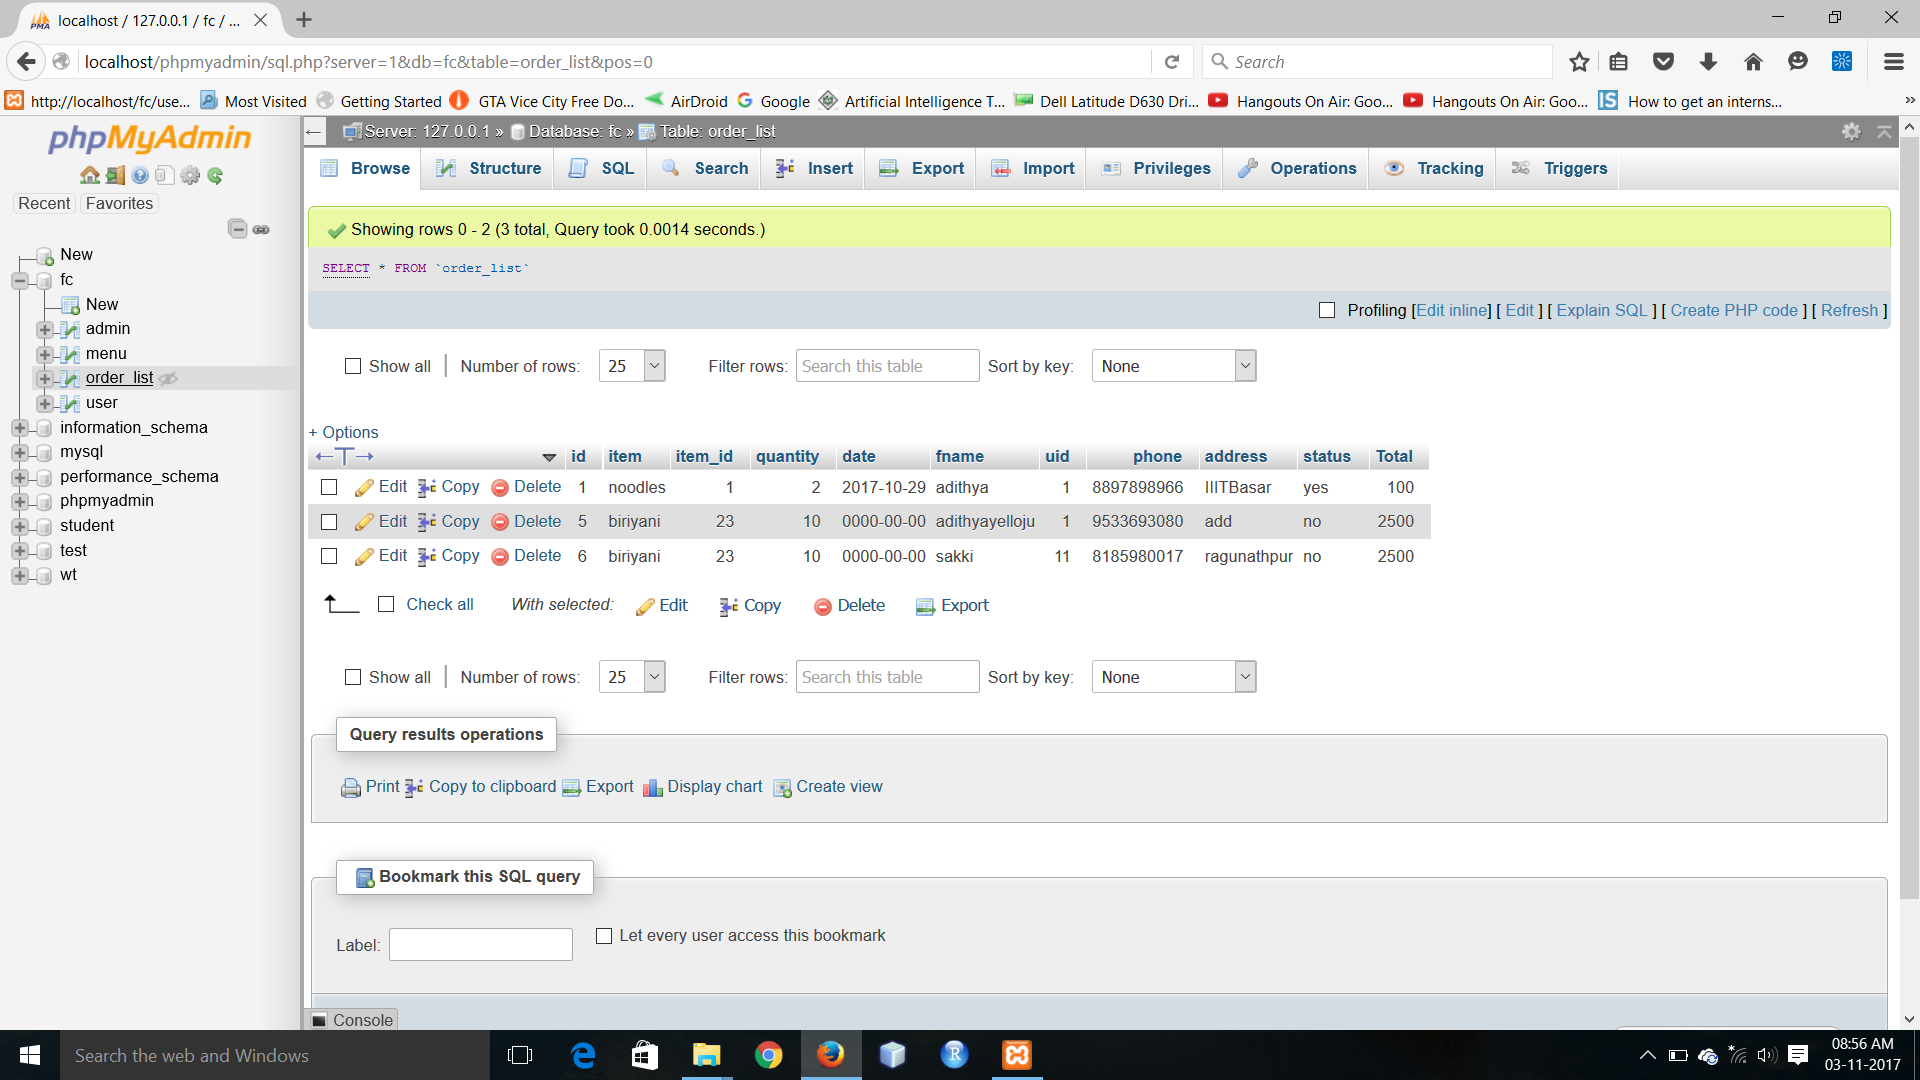 localhost / 127.0.0.1 / fc / ...
localhost/phpmyadmin/sql.php?server=1&db=fc&table=order_list&pos=0
Search
http://localhost/fc/use... Most Visited Getting Started GTA Vice City Free Do... AirDroid Google Artificial Intelligence T... Dell Latitude D630 Dri... Hangouts On Air: Goo... Hangouts On Air: Goo... How to get an interns...
phpMyAdmin
Recent Favorites
New
fc
New
admin
menu
order_list
user
information_schema
mysql
performance_schema
phpmyadmin
student
test
wt
Server: 127.0.0.1 » Database: fc » Table: order_list
Browse Structure SQL Search Insert Export Import Privileges Operations Tracking Triggers
Showing rows 0 - 2 (3 total, Query took 0.0014 seconds.)
SELECT * FROM `order_list`
Profiling [Edit inline] [ Edit ] [ Explain SQL ] [ Create PHP code ] [ Refresh ]
Show all | Number of rows: 25 Filter rows: Search this table Sort by key: None
+ Options
←T→ id item item_id quantity date fname uid phone address status Total
Edit Copy Delete 1 noodles 1 2 2017-10-29 adithya 1 8897898966 IIITBasar yes 100
Edit Copy Delete 5 biriyani 23 10 0000-00-00 adithyayelloju 1 9533693080 add no 2500
Edit Copy Delete 6 biriyani 23 10 0000-00-00 sakki 11 8185980017 ragunathpur no 2500
Check all With selected: Edit Copy Delete Export
Show all | Number of rows: 25 Filter rows: Search this table Sort by key: None
Query results operations
Print Copy to clipboard Export Display chart Create view
Bookmark this SQL query
Label: Let every user access this bookmark
Console
Search the web and Windows
08:56 AM
03-11-2017